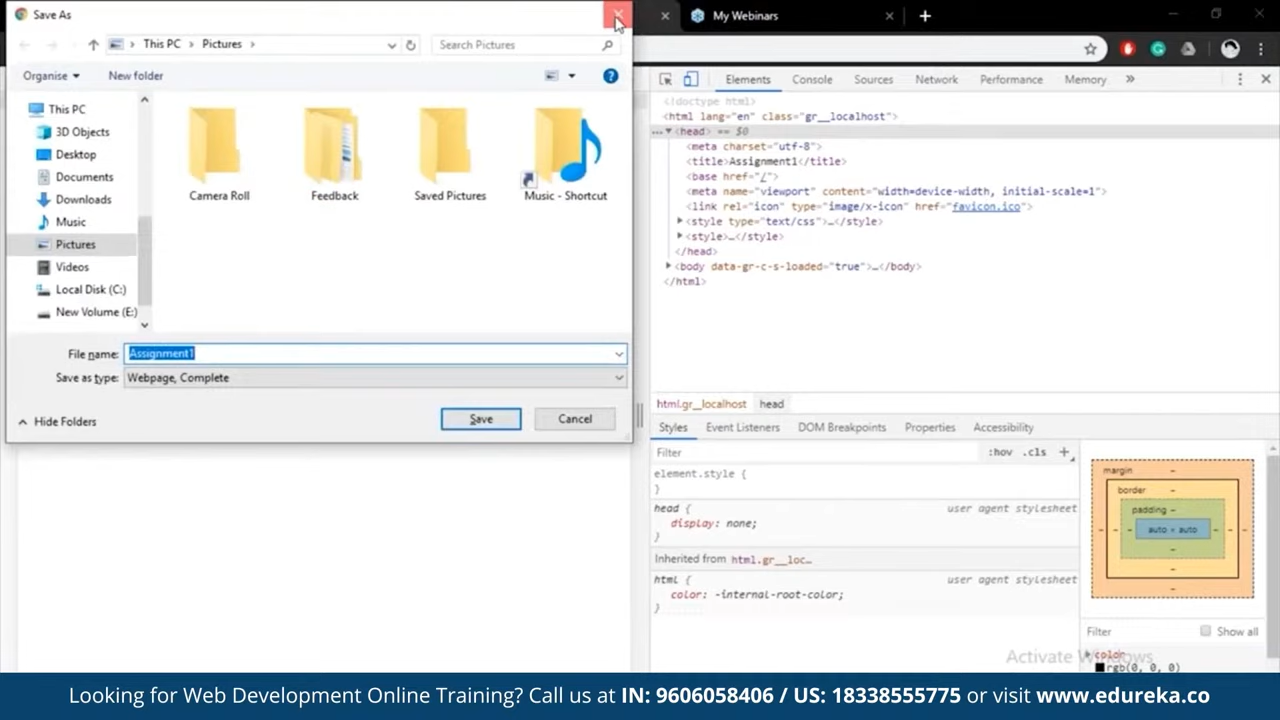 Save As
My Webinars
This PC
Pictures
Search Pictures
Organise
New folder
This PC
3D Objects
Desktop
Documents
Downloads
Music
Pictures
Videos
Local Disk (C:)
New Volume (E:)
Camera Roll
Feedback
Saved Pictures
Music - Shortcut
File name:
Assignment1
Save as type:
Webpage, Complete
Hide Folders
Save
Cancel
Elements Console Sources Network Performance Memory »
<!doctype html>
<html lang="en" class="gr__localhost">
… <head> == $0
<meta charset="utf-8">
<title>Assignment1</title>
<base href="/">
<meta name="viewport" content="width=device-width, initial-scale=1">
<link rel="icon" type="image/x-icon" href="favicon.ico">
<style type="text/css">…</style>
<style>…</style>
</head>
<body data-gr-c-s-loaded="true">…</body>
</html>
html.gr__localhost head
Styles Event Listeners DOM Breakpoints Properties Accessibility
Filter :hov .cls +
element.style {
}
head { user agent stylesheet
display: none;
}
Inherited from html.gr__loc…
html { user agent stylesheet
color: -internal-root-color;
}
margin -
border -
padding -
- - - auto × auto - - -
-
-
-
Filter Show all
color
rgb(0, 0, 0)
Activate Windows
Looking for Web Development Online Training? Call us at IN: 9606058406 / US: 18338555775 or visit www.edureka.co